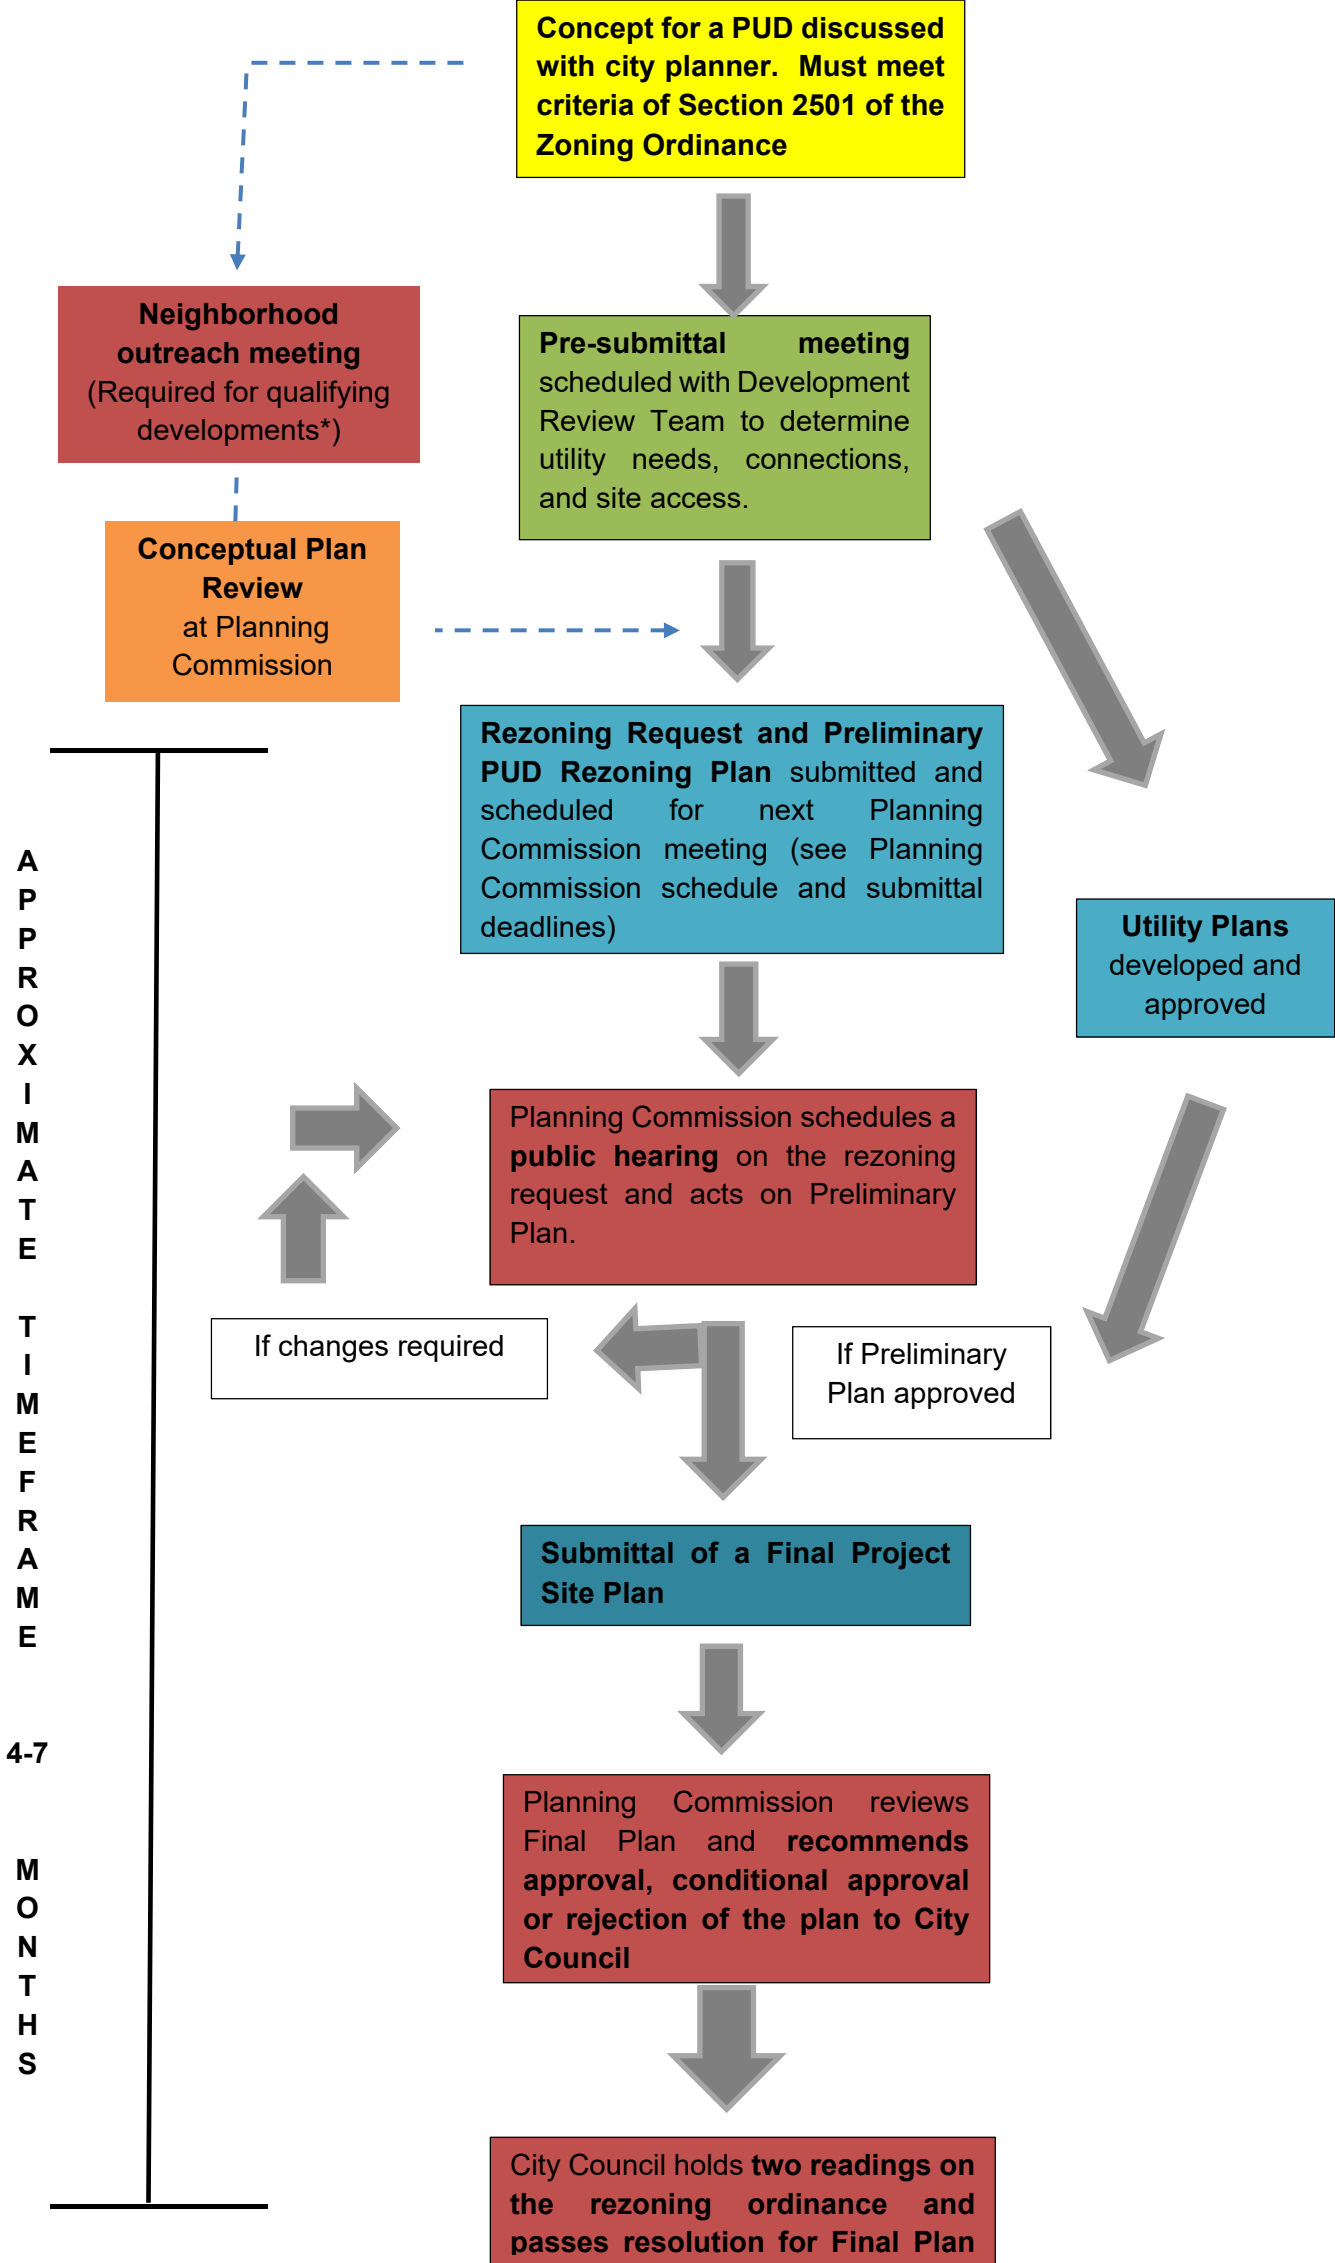 Concept for a PUD discussed
with city planner. Must meet
criteria of Section 2501 of the
Zoning Ordinance
Neighborhood
outreach meeting
(Required for qualifying
developments*)
Pre-submittal meeting
scheduled with Development
Review Team to determine
utility needs, connections,
and site access.
Conceptual Plan
Review
at Planning
Commission
Rezoning Request and Preliminary
PUD Rezoning Plan submitted and
scheduled for next Planning
Commission meeting (see Planning
Commission schedule and submittal
deadlines)
Utility Plans
developed and
approved
A
P
P
R
O
X
I
M
A
T
E
T
I
M
E
F
R
A
M
E
4-7
M
O
N
T
H
S
Planning Commission schedules a
public hearing on the rezoning
request and acts on Preliminary
Plan.
If changes required
If Preliminary
Plan approved
Submittal of a Final Project
Site Plan
Planning Commission reviews
Final Plan and recommends
approval, conditional approval
or rejection of the plan to City
Council
City Council holds two readings on
the rezoning ordinance and
passes resolution for Final Plan